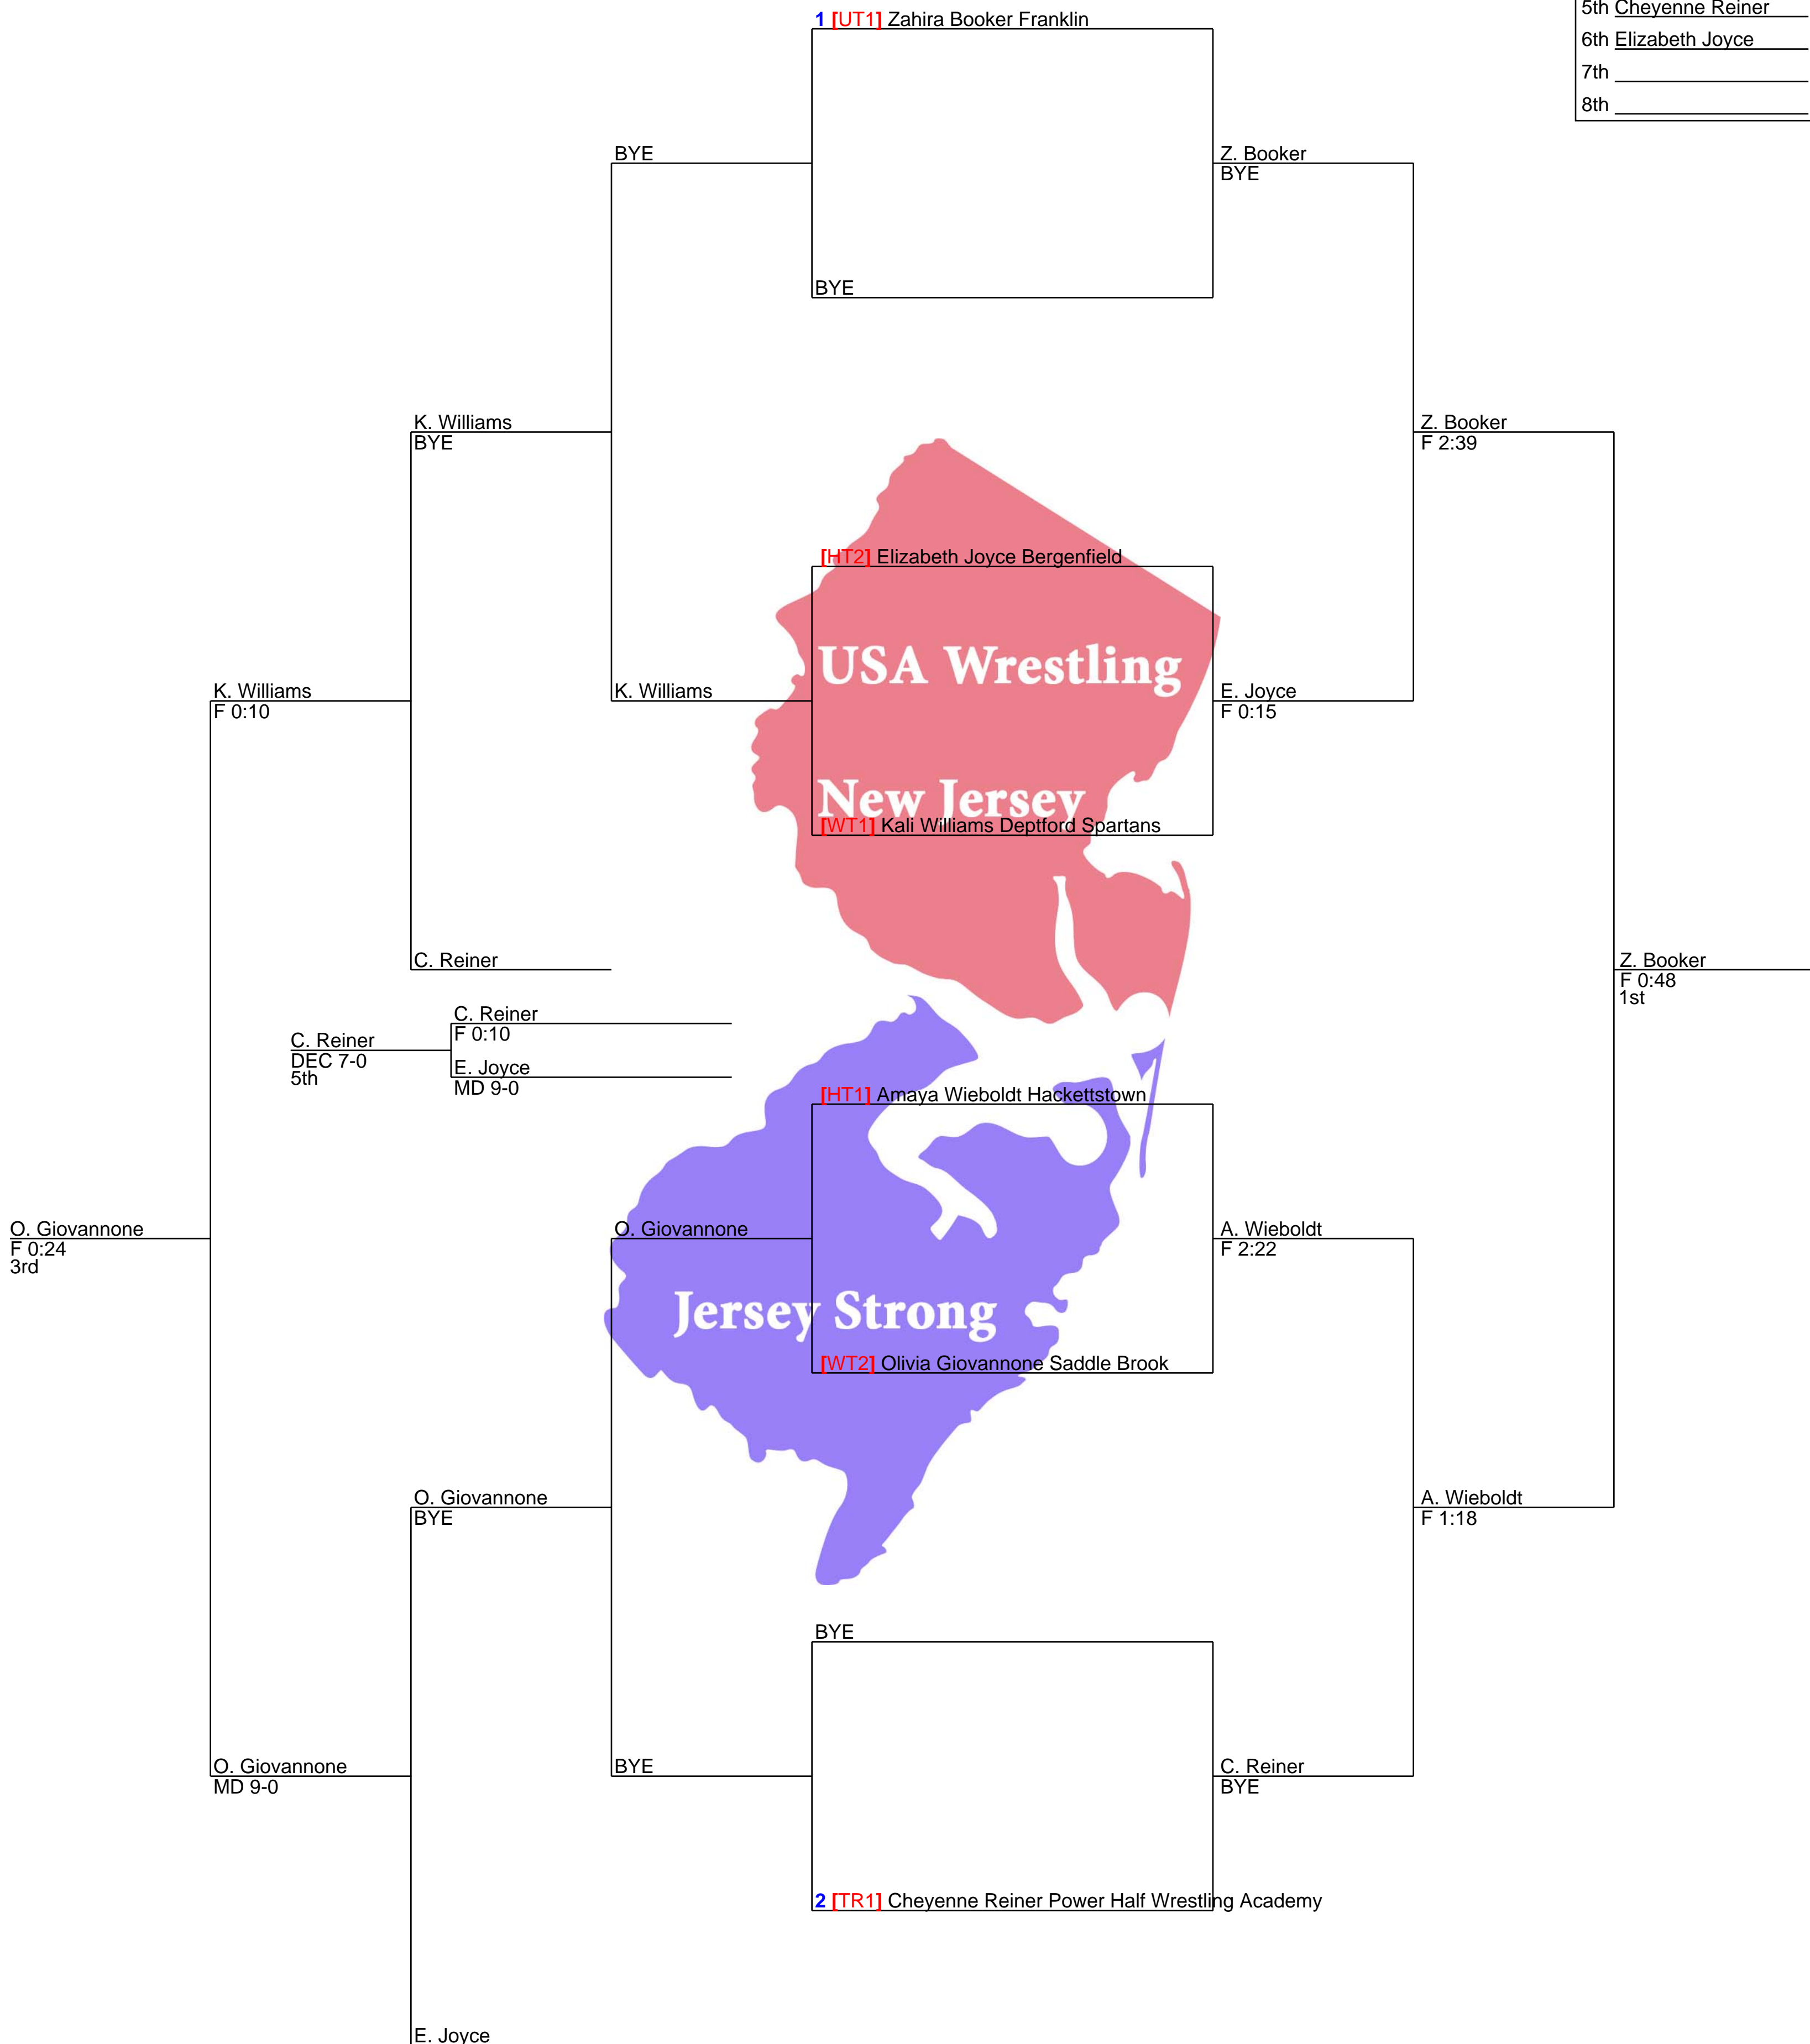 1 [UT1] Zahira Booker Franklin
5th Cheyenne Reiner
6th Elizabeth Joyce
7th
8th
BYE
Z. Booker
BYE
BYE
K. Williams
BYE
Z. Booker
F 2:39
[HT2] Elizabeth Joyce Bergenfield
USA Wrestling
K. Williams
F 0:10
K. Williams
E. Joyce
F 0:15
New Jersey
[WT1] Kali Williams Deptford Spartans
C. Reiner
Z. Booker
F 0:48
1st
C. Reiner
F 0:10
C. Reiner
DEC 7-0
5th
E. Joyce
MD 9-0
[HT1] Amaya Wieboldt Hackettstown
O. Giovannone
F 0:24
3rd
O. Giovannone
A. Wieboldt
F 2:22
Jersey Strong
[WT2] Olivia Giovannone Saddle Brook
O. Giovannone
BYE
A. Wieboldt
F 1:18
BYE
O. Giovannone
MD 9-0
BYE
C. Reiner
BYE
2 [TR1] Cheyenne Reiner Power Half Wrestling Academy
E. Joyce